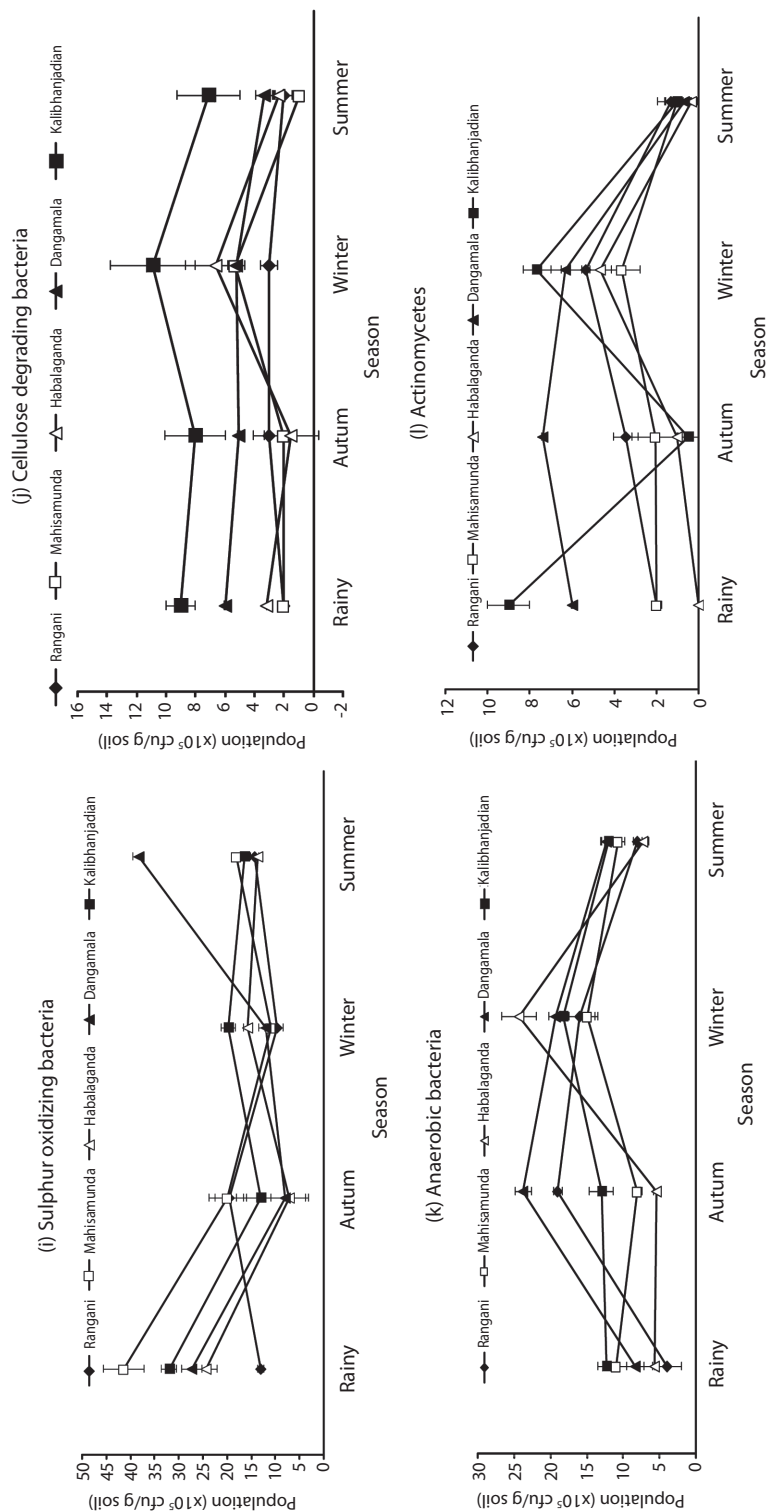 (i) Sulphur oxidizing bacteria
Rangani Mahisamunda Habalaganda Dangamala Kalibhanjadian
Population (x10⁵ cfu/g soil)
50
45
40
35
30
25
20
15
10
5
0
Rainy Autum Winter Summer
Season
(j) Cellulose degrading bacteria
Rangani Mahisamunda Habalaganda Dangamala Kalibhanjadian
Population (x10⁵ cfu/g soil)
16
14
12
10
8
6
4
2
0
-2
Rainy Autum Winter Summer
Season
(k) Anaerobic bacteria
Rangani Mahisamunda Habalaganda Dangamala Kalibhanjadian
Population (x10⁵ cfu/g soil)
30
25
20
15
10
5
0
Rainy Autum Winter Summer
Season
(l) Actinomycetes
Rangani Mahisamunda Habalaganda Dangamala Kalibhanjadian
Population (x10⁵ cfu/g soil)
12
10
8
6
4
2
0
Rainy Autum Winter Summer
Season